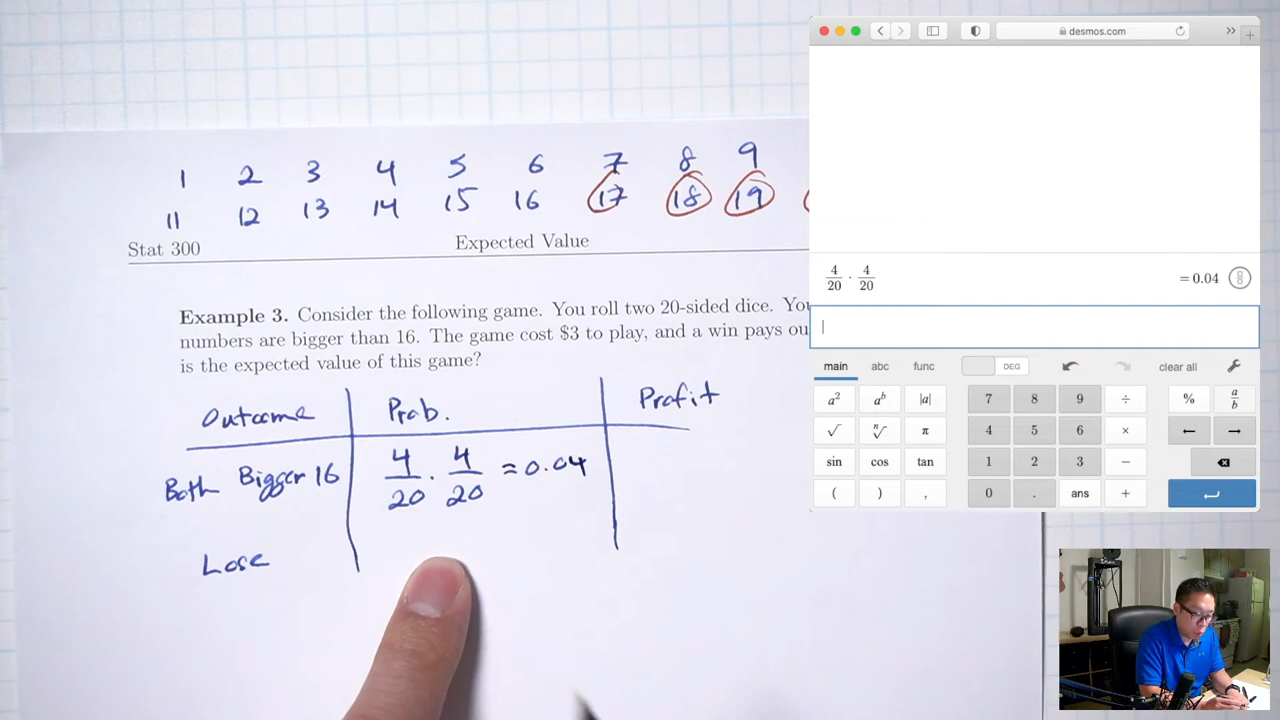 desmos.com
1 2 3 4 5 6 7 8 9
11 12 13 14 15 16 17 18 19
Stat 300 Expected Value
Example 3. Consider the following game. You roll two 20-sided dice. You
numbers are bigger than 16. The game cost $3 to play, and a win pays ou
is the expected value of this game?
Outcome Prob. Profit
Both Bigger 16 4/20 · 4/20 ≈ 0.04
Lose
4/20 · 4/20 = 0.04
main abc func DEG clear all
a² aᵇ |a| 7 8 9 ÷ % a/b
√ ⁿ√ π 4 5 6 × ← →
sin cos tan 1 2 3 −
( ) , 0 . ans +